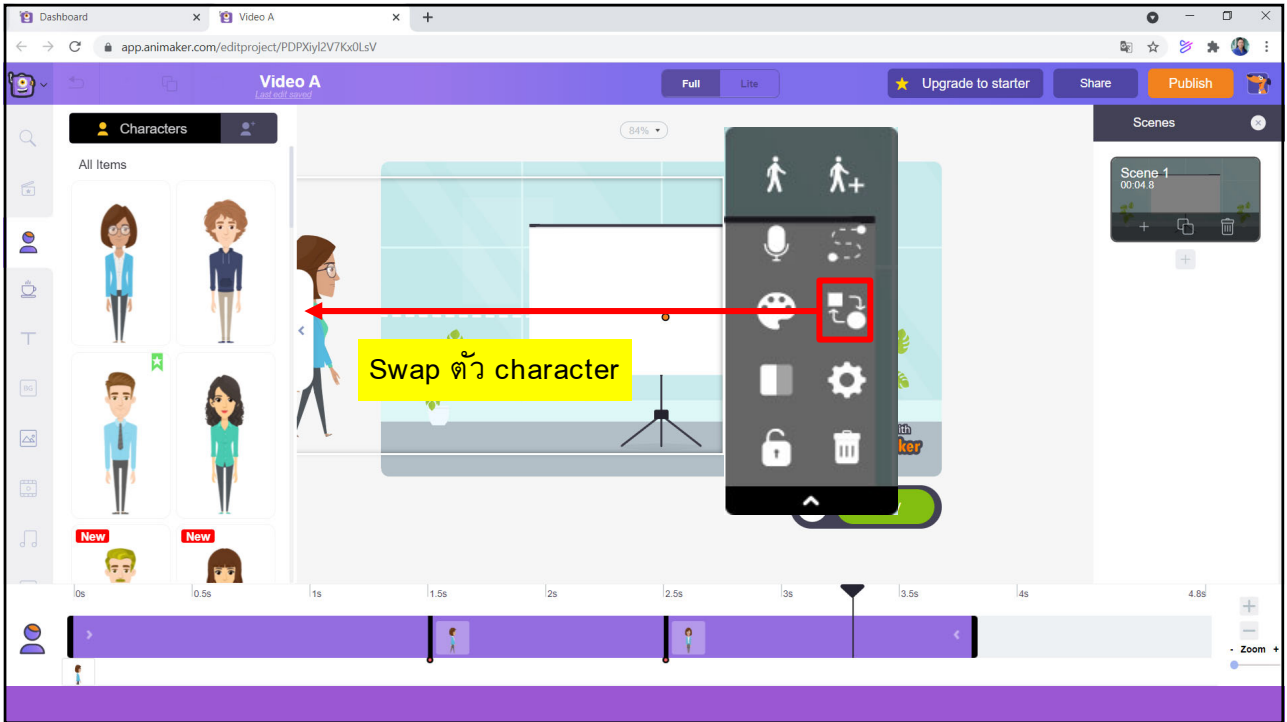 Dashboard
Video A
app.animaker.com/editproject/PDPXiyl2V7Kx0LsV
Video A
Last edit saved
Full
Lite
Upgrade to starter
Share
Publish
Characters
84%
Scenes
All Items
Scene 1
00:04.8
Swap ตัว character
ker
New
New
0s
0.5s
1s
1.5s
2s
2.5s
3s
3.5s
4s
4.8s
- Zoom +